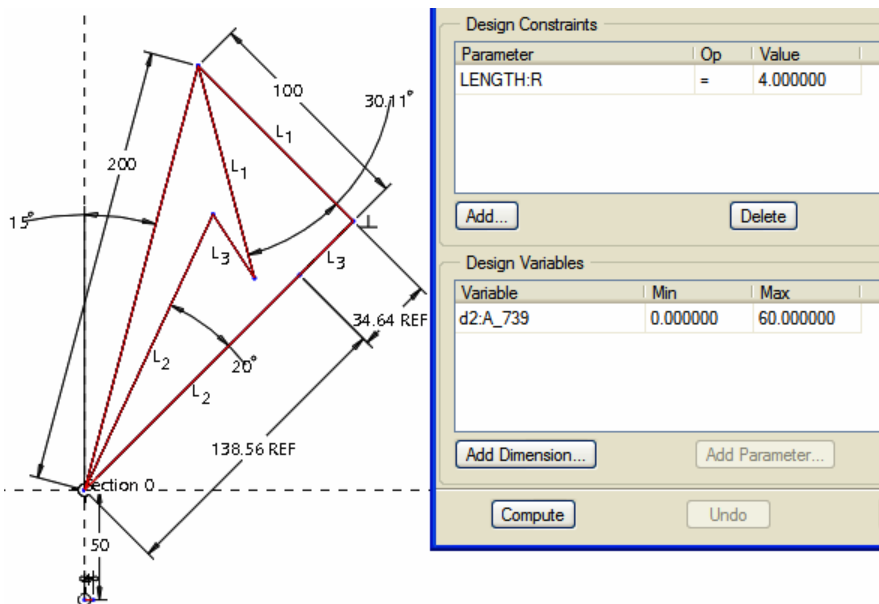 100
30.11°
L1
200
L1
15°
L3
L3
34.64 REF
L2
20°
L2
138.56 REF
ection 0
50
Design Constraints
Parameter Op Value
LENGTH:R = 4.000000
Add... Delete
Design Variables
Variable Min Max
d2:A_739 0.000000 60.000000
Add Dimension... Add Parameter...
Compute Undo